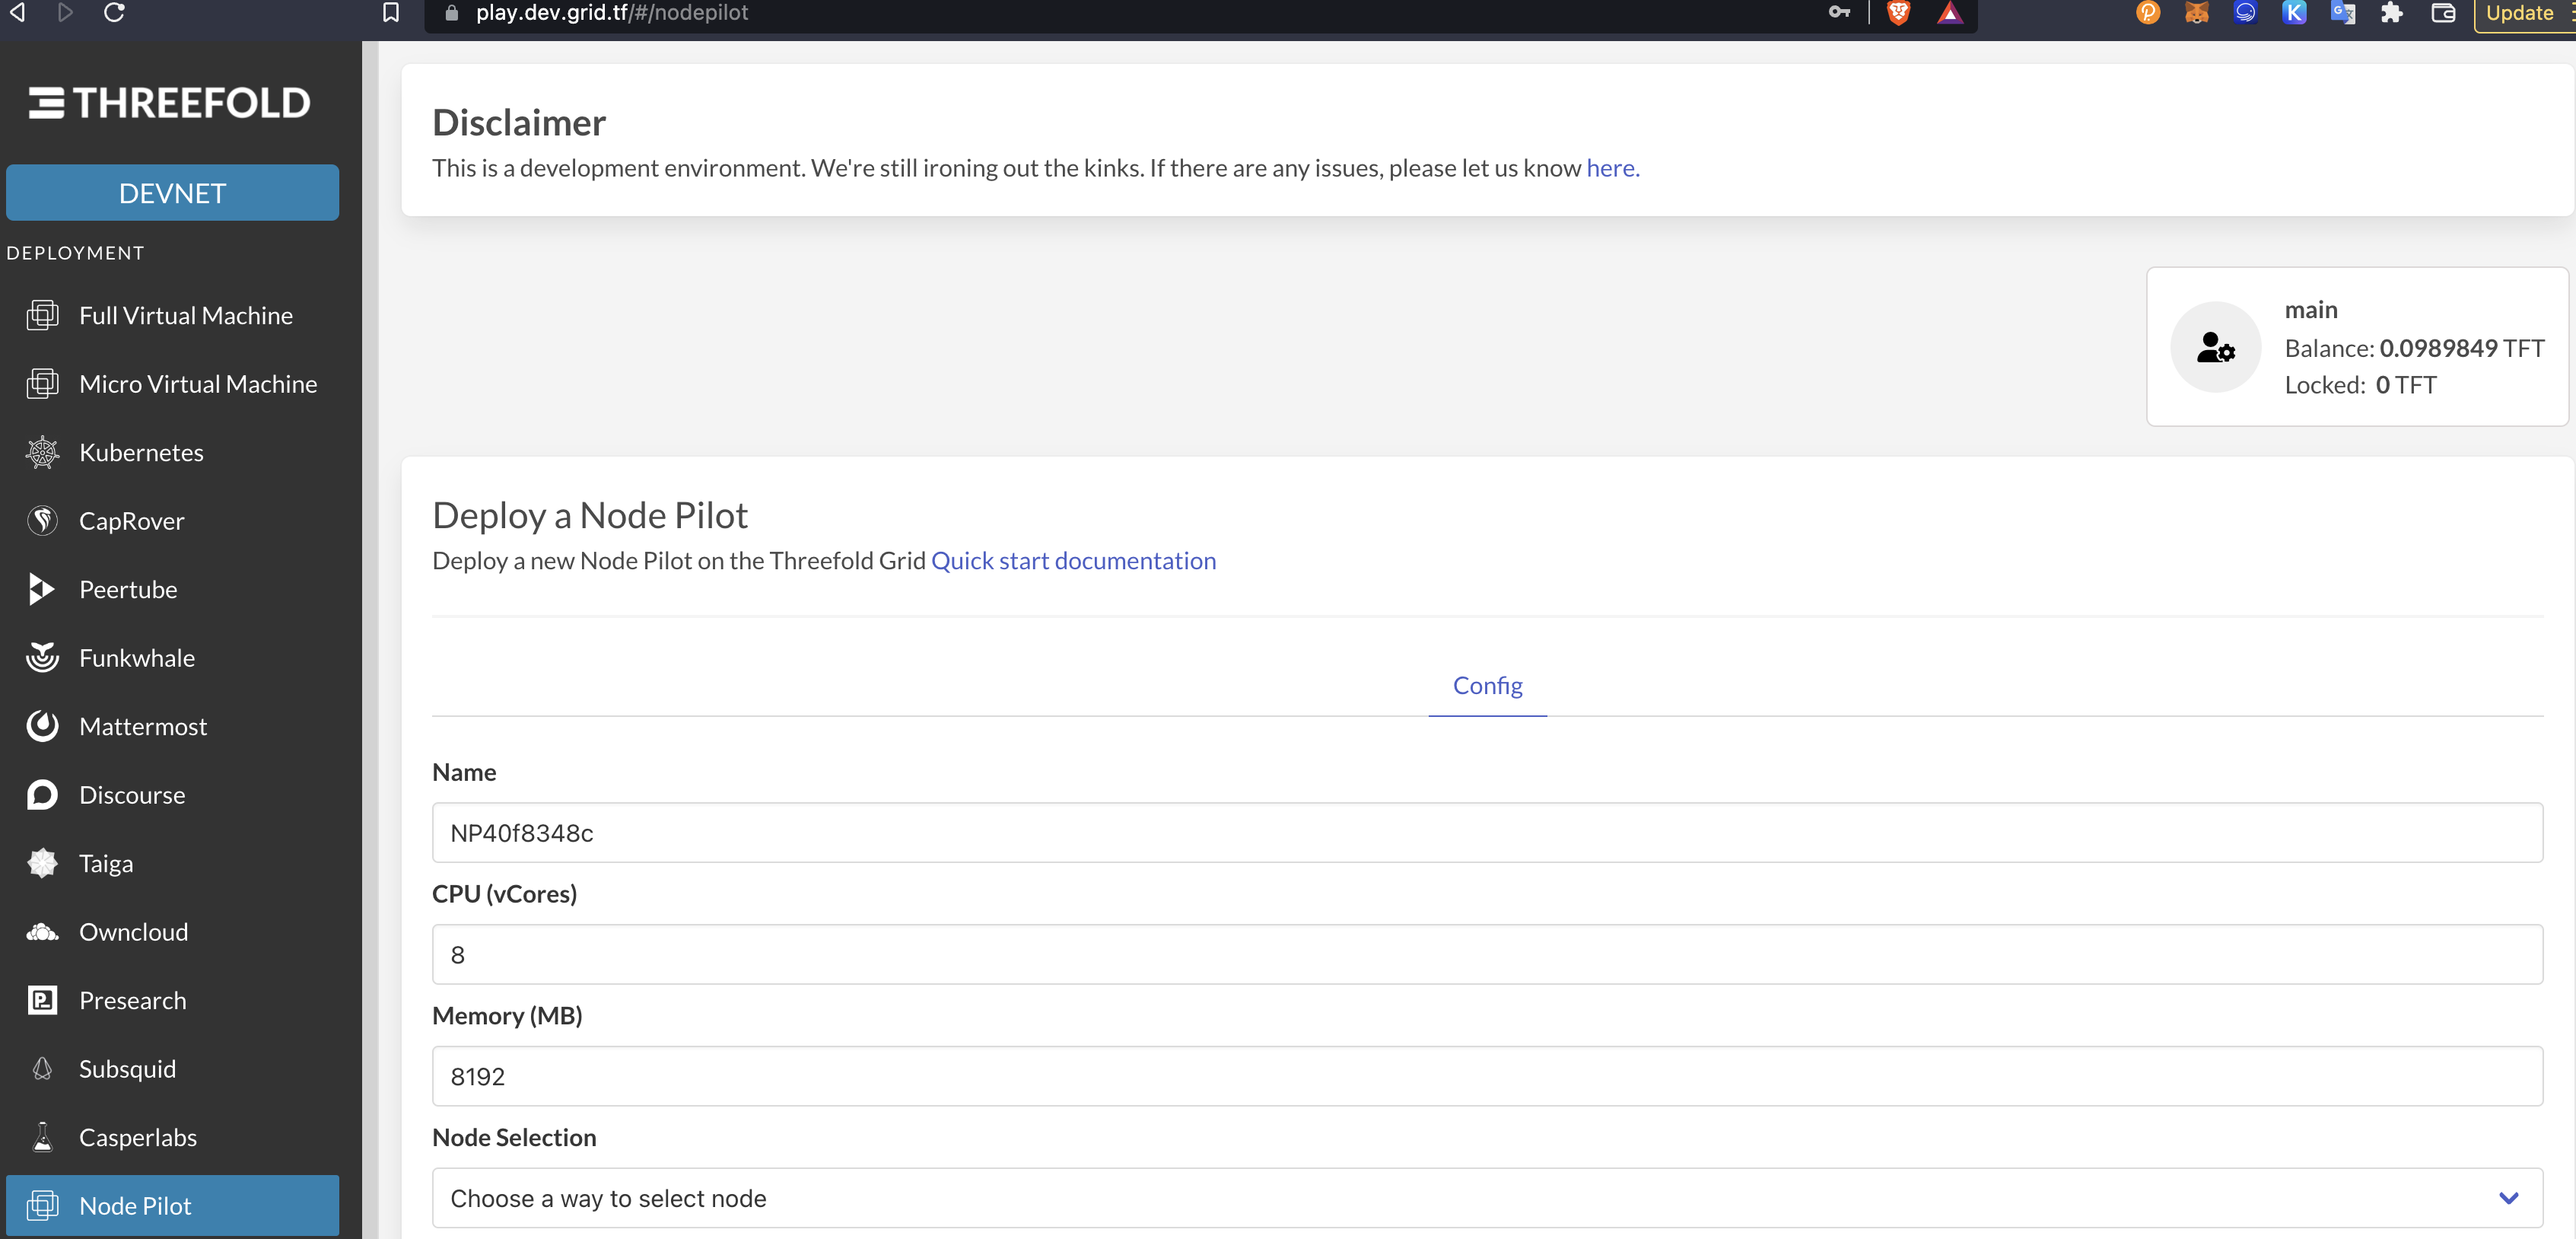 play.dev.grid.tf/#/nodepilot
Update
THREEFOLD
DEVNET
DEPLOYMENT
Full Virtual Machine
Micro Virtual Machine
Kubernetes
CapRover
Peertube
Funkwhale
Mattermost
Discourse
Taiga
Owncloud
Presearch
Subsquid
Casperlabs
Node Pilot
Disclaimer
This is a development environment. We're still ironing out the kinks. If there are any issues, please let us know here.
main
Balance: 0.0989849 TFT
Locked: 0 TFT
Deploy a Node Pilot
Deploy a new Node Pilot on the Threefold Grid Quick start documentation
Config
Name
NP40f8348c
CPU (vCores)
8
Memory (MB)
8192
Node Selection
Choose a way to select node